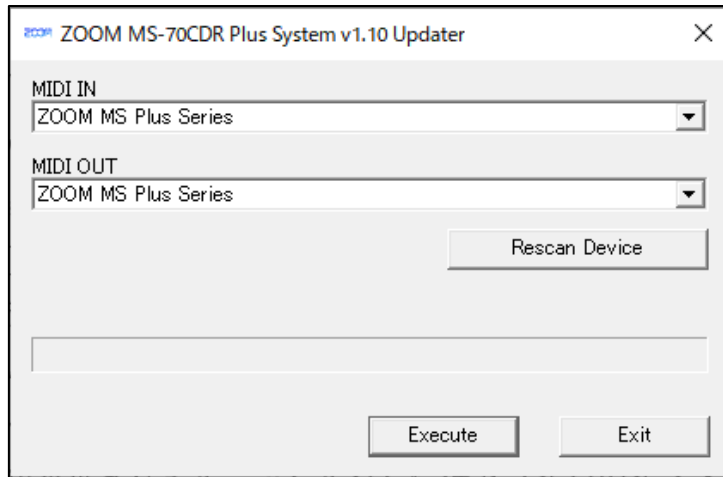 ZOOM ZOOM MS-70CDR Plus System v1.10 Updater
MIDI IN
ZOOM MS Plus Series
MIDI OUT
ZOOM MS Plus Series
Rescan Device
Execute
Exit